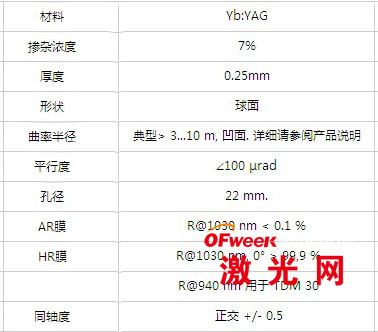 材料 Yb:YAG
掺杂浓度 7%
厚度 0.25mm
形状 球面
曲率半径 典型> 3...10 m, 凹面. 详细请参阅产品说明
平行度 ∠100 μrad
孔径 22 mm.
AR膜 R@1030 nm < 0.1 %
OFweek
HR膜 R@1030 nm, 0° > 99,9 %
激光网
R@940 nm 用于 TDM 30
同轴度 正交 +/- 0.5